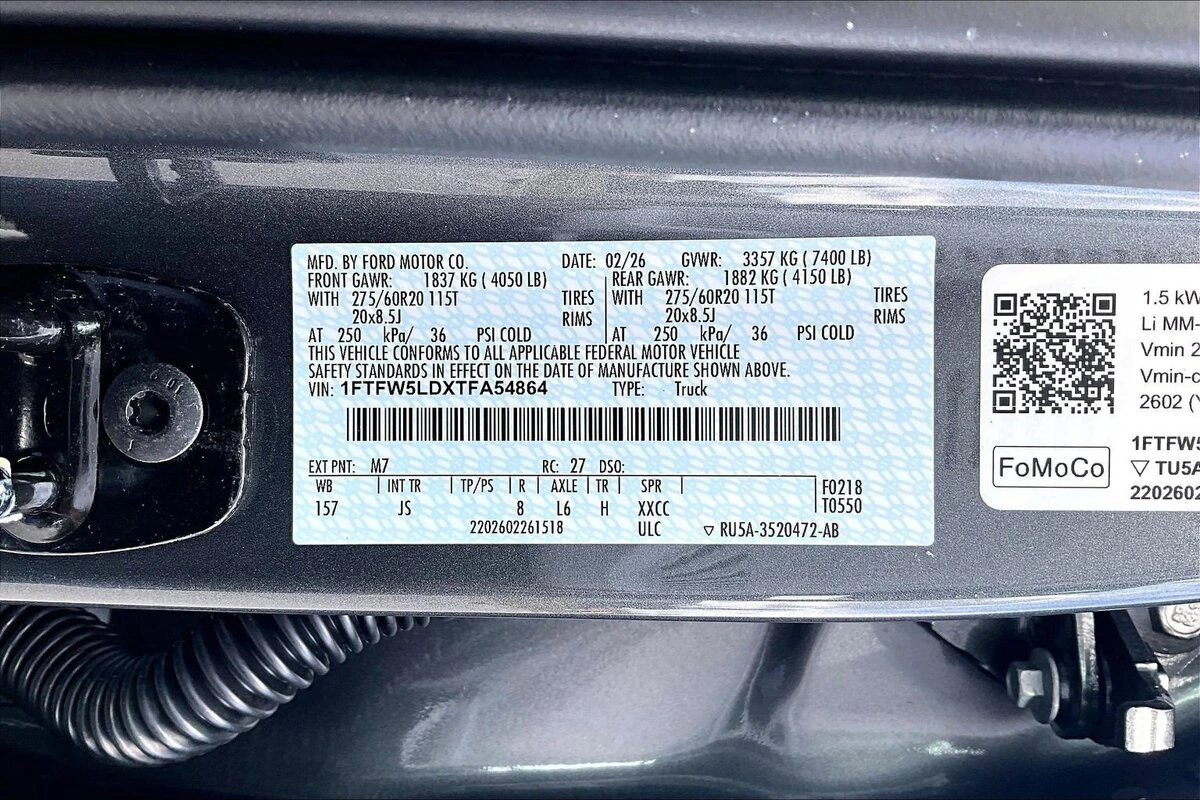 MFD. BY FORD MOTOR CO. DATE: 02/26 GVWR: 3357 KG ( 7400 LB)
FRONT GAWR: 1837 KG ( 4050 LB) REAR GAWR: 1882 KG ( 4150 LB)
WITH 275/60R20 115T TIRES WITH 275/60R20 115T TIRES
20x8.5J RIMS 20x8.5J RIMS
AT 250 kPa/ 36 PSI COLD AT 250 kPa/ 36 PSI COLD
THIS VEHICLE CONFORMS TO ALL APPLICABLE FEDERAL MOTOR VEHICLE
SAFETY STANDARDS IN EFFECT ON THE DATE OF MANUFACTURE SHOWN ABOVE.
VIN: 1FTFW5LDXTFA54864 TYPE: Truck
EXT PNT: M7 RC: 27 DSO:
WB INT TR TP/PS R AXLE TR SPR F0218
157 JS 8 L6 H XXCC T0550
2202602261518 ULC ▽ RU5A-3520472-AB
1.5 kW
Li MM-
Vmin 2
Vmin-c
2602 (Y
FoMoCo
1FTFW5
▽ TU5A
2202602